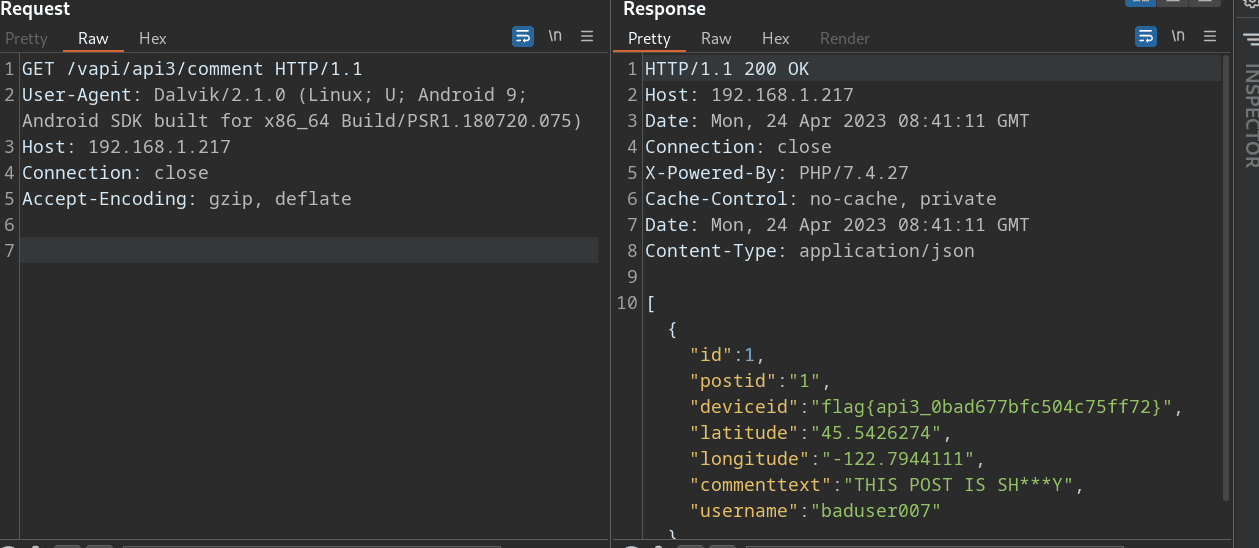 Request
Pretty Raw Hex \n
1 GET /vapi/api3/comment HTTP/1.1
2 User-Agent: Dalvik/2.1.0 (Linux; U; Android 9;
Android SDK built for x86_64 Build/PSR1.180720.075)
3 Host: 192.168.1.217
4 Connection: close
5 Accept-Encoding: gzip, deflate
6
7
Response
Pretty Raw Hex Render \n
1 HTTP/1.1 200 OK
2 Host: 192.168.1.217
3 Date: Mon, 24 Apr 2023 08:41:11 GMT
4 Connection: close
5 X-Powered-By: PHP/7.4.27
6 Cache-Control: no-cache, private
7 Date: Mon, 24 Apr 2023 08:41:11 GMT
8 Content-Type: application/json
9
10 [
{
"id":1,
"postid":"1",
"deviceid":"flag{api3_0bad677bfc504c75ff72}",
"latitude":"45.5426274",
"longitude":"-122.7944111",
"commenttext":"THIS POST IS SH***Y",
"username":"baduser007"
}
INSPECTOR